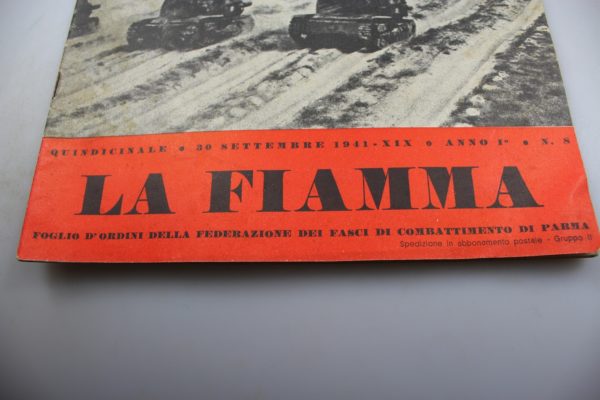 QUINDICINALE • 30 SETTEMBRE 1941-XIX • ANNO I° • N. 8
LA FIAMMA
FOGLIO D'ORDINI DELLA FEDERAZIONE DEI FASCI DI COMBATTIMENTO DI PARMA
Spedizione in abbonamento postale - Gruppo II